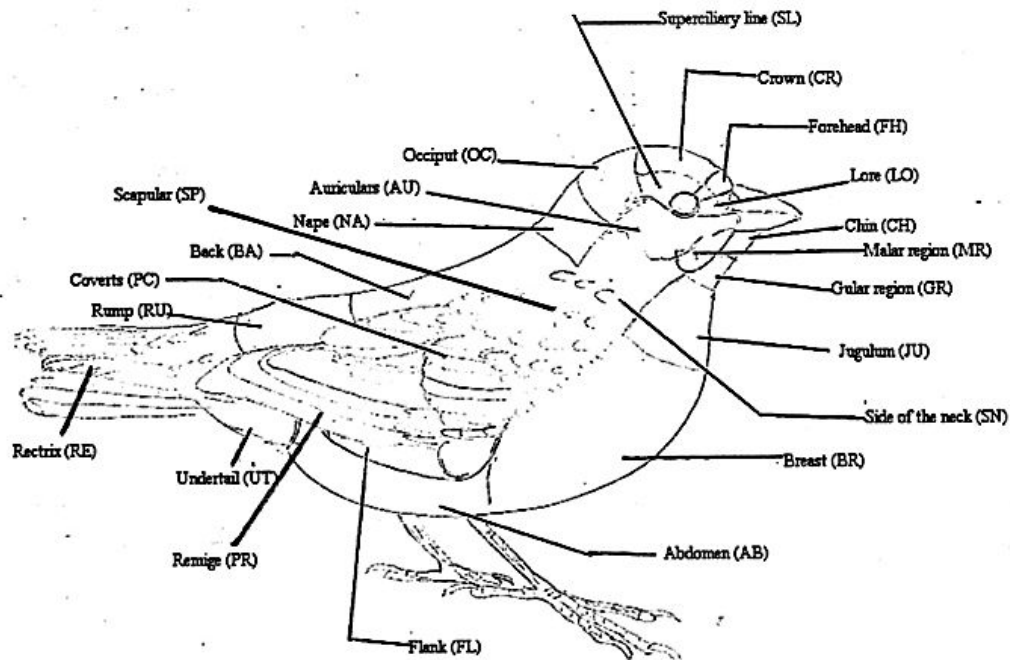 Superciliary line (SL)
Crown (CR)
Forehead (FH)
Occiput (OC)
Lore (LO)
Auriculars (AU)
Scapular (SP)
Nape (NA)
Chin (CH)
Back (BA)
Malar region (MR)
Coverts (PC)
Gular region (GR)
Rump (RU)
Jugulum (JU)
Side of the neck (SN)
Rectrix (RE)
Breast (BR)
Undertail (UT)
Remige (PR)
Abdomen (AB)
Flank (FL)